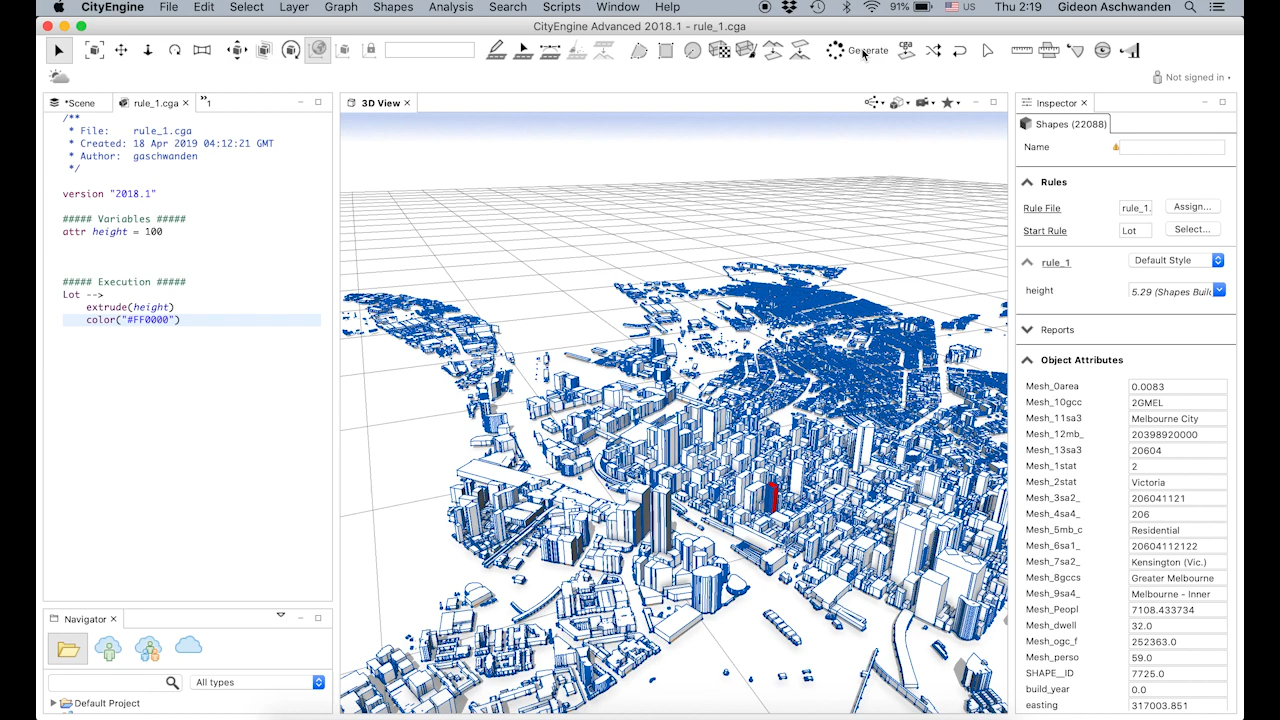 CityEngine File Edit Select Layer Graph Shapes Analysis Search Scripts Window Help 91% US Thu 2:19 Gideon Aschwanden
CityEngine Advanced 2018.1 - rule_1.cga
Generate
cga
Not signed in
*Scene
rule_1.cga
1
3D View
Inspector
/**
* File: rule_1.cga
* Created: 18 Apr 2019 04:12:21 GMT
* Author: gaschwanden
*/
version "2018.1"
##### Variables #####
attr height = 100
##### Execution #####
Lot -->
extrude(height)
color("#FF0000")
Navigator
All types
Default Project
Shapes (22088)
Name
Rules
Rule File rule_1. Assign...
Start Rule Lot Select...
rule_1 Default Style
height 5.29 (Shapes Buil
Reports
Object Attributes
Mesh_0area 0.0083
Mesh_10gcc 2GMEL
Mesh_11sa3 Melbourne City
Mesh_12mb_ 20398920000
Mesh_13sa3 20604
Mesh_1stat 2
Mesh_2stat Victoria
Mesh_3sa2_ 206041121
Mesh_4sa4_ 206
Mesh_5mb_c Residential
Mesh_6sa1_ 20604112122
Mesh_7sa2_ Kensington (Vic.)
Mesh_8gccs Greater Melbourne
Mesh_9sa4_ Melbourne - Inner
Mesh_Peopl 7108.433734
Mesh_dwell 32.0
Mesh_ogc_f 252363.0
Mesh_perso 59.0
SHAPE__ID 7725.0
build_year 0.0
easting 317003.851